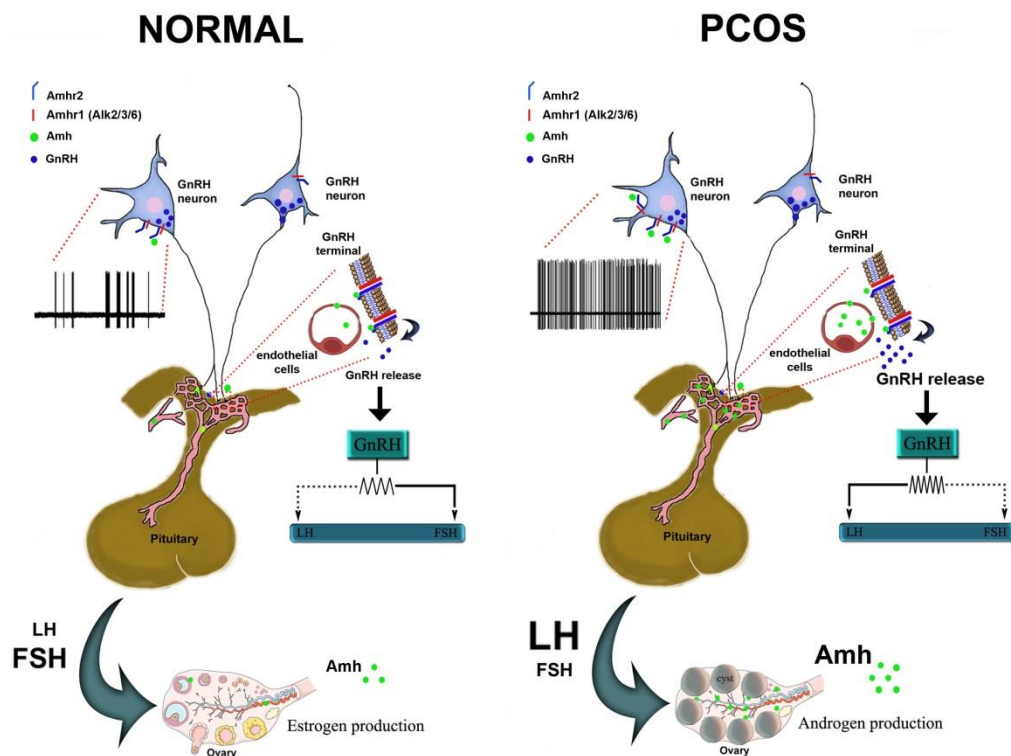 NORMAL
Amhr2
Amhr1 (Alk2/3/6)
Amh
GnRH
GnRH
neuron
GnRH
neuron
GnRH
terminal
endothelial
cells
GnRH release
GnRH
LH
FSH
Pituitary
LH
FSH
Amh
Estrogen production
Ovary
PCOS
Amhr2
Amhr1 (Alk2/3/6)
Amh
GnRH
GnRH
neuron
GnRH
neuron
GnRH
terminal
endothelial
cells
GnRH release
GnRH
LH
FSH
Pituitary
LH
FSH
Amh
cyst
Androgen production
Ovary